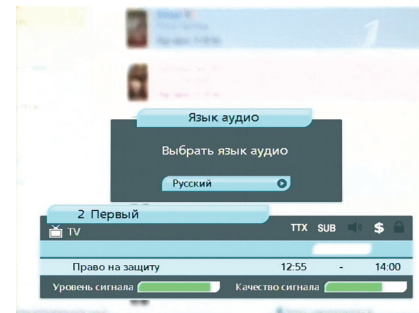 Язык аудио
Выбрать язык аудио
Русский
2 Первый
TV TTX SUB $
Право на защиту 12:55 - 14:00
Уровень сигнала Качество сигнала